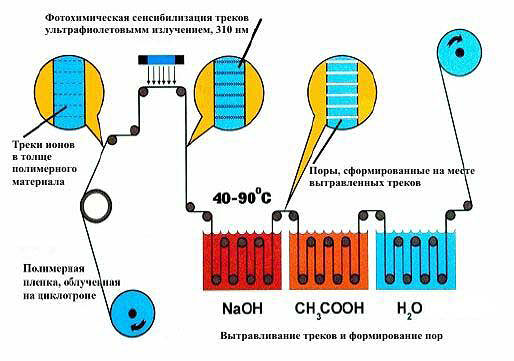 Фотохимическая сенсибилизация треков
ультрафиолетовымм излучением, 310 нм
Треки ионов
в толще
полимерного
материала
Поры, сформированные на месте
вытравленных треков
40-90⁰C
Полимерная
пленка, облученная
на циклотроне
NaOH
CH₃COOH
H₂O
Вытравливание треков и формирование пор